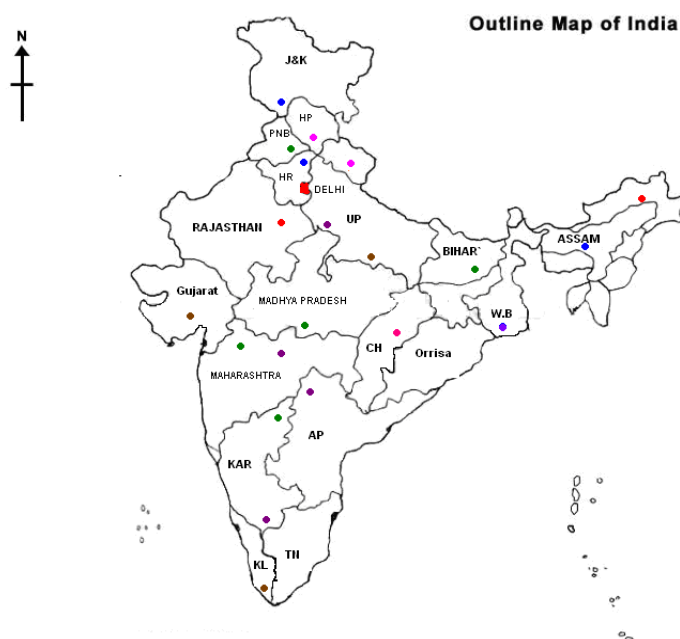 Outline Map of India
N
J&K
HP
PNB
HR
DELHI
RAJASTHAN
UP
BIHAR`
ASSAM
Gujarat
MADHYA PRADESH
W.B
CH
Orrisa
MAHARASHTRA
AP
KAR
KL
TN